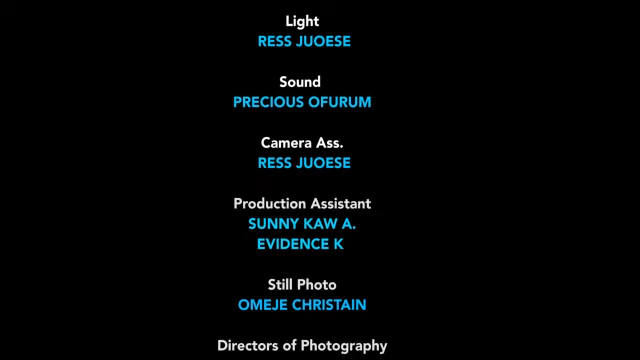 Light
RESS JUOESE
Sound
PRECIOUS OFURUM
Camera Ass.
RESS JUOESE
Production Assistant
SUNNY KAW A.
EVIDENCE K
Still Photo
OMEJE CHRISTAIN
Directors of Photography